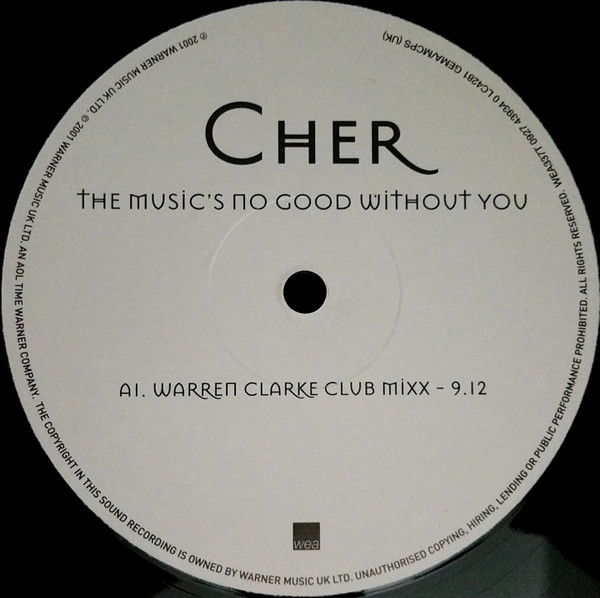 CHER
THE MUSIC'S NO GOOD WITHOUT YOU
A1. WARREN CLARKE CLUB MIXX – 9.12
wea
℗ 2001 WARNER MUSIC UK LTD. © 2001 WARNER MUSIC UK LTD. AN AOL TIME WARNER COMPANY. THE COPYRIGHT IN THIS SOUND RECORDING IS OWNED BY WARNER MUSIC UK LTD. UNAUTHORISED COPYING, HIRING, LENDING OR PUBLIC PERFORMANCE PROHIBITED. ALL RIGHTS RESERVED. WEA337T 0927 43934 0 LC4281 GEMA/MCPS (UK)